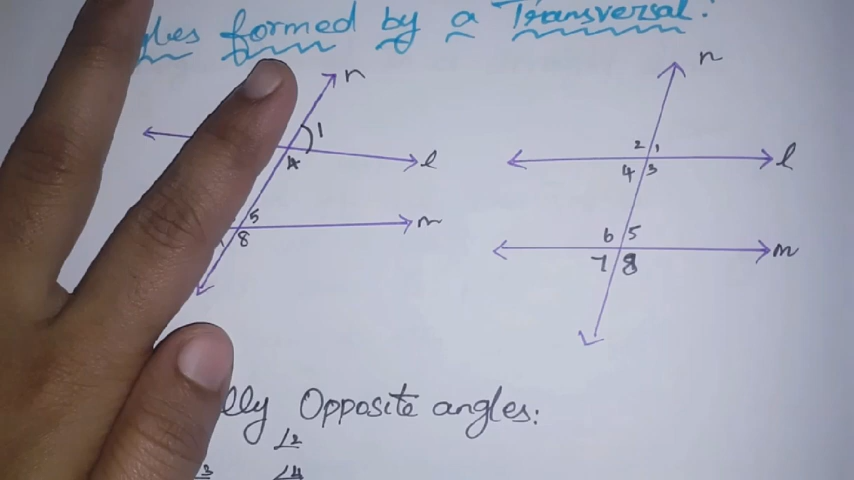 formed by a Transversal:
n
1
l
4
5
m
8
n
2 1
l
4 3
6 5
m
7 8
Opposite angles:
∠2
3 ∠4